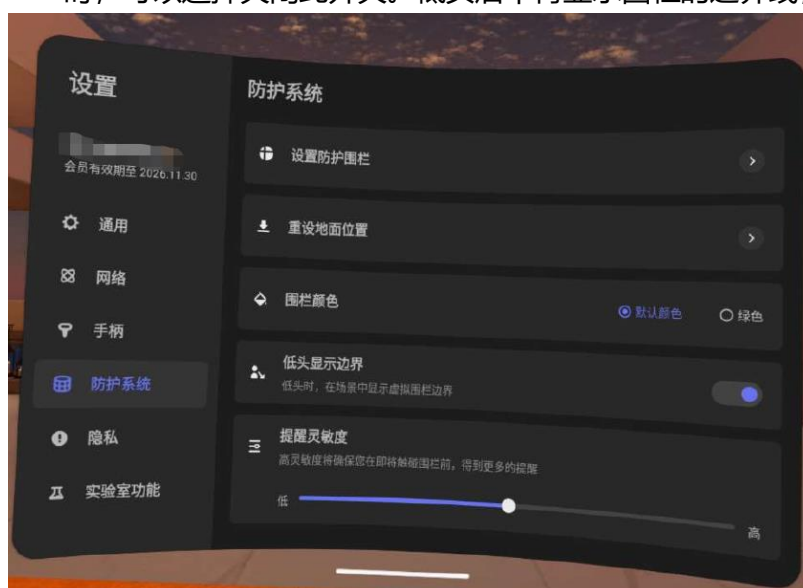 设置
会员有效期至 2026.11.30
通用
网络
手柄
防护系统
隐私
实验室功能
防护系统
设置防护围栏
重设地面位置
围栏颜色
默认颜色
绿色
低头显示边界
低头时，在场景中显示虚拟围栏边界
提醒灵敏度
高灵敏度将确保您在即将触碰围栏前，得到更多的提醒
低
高